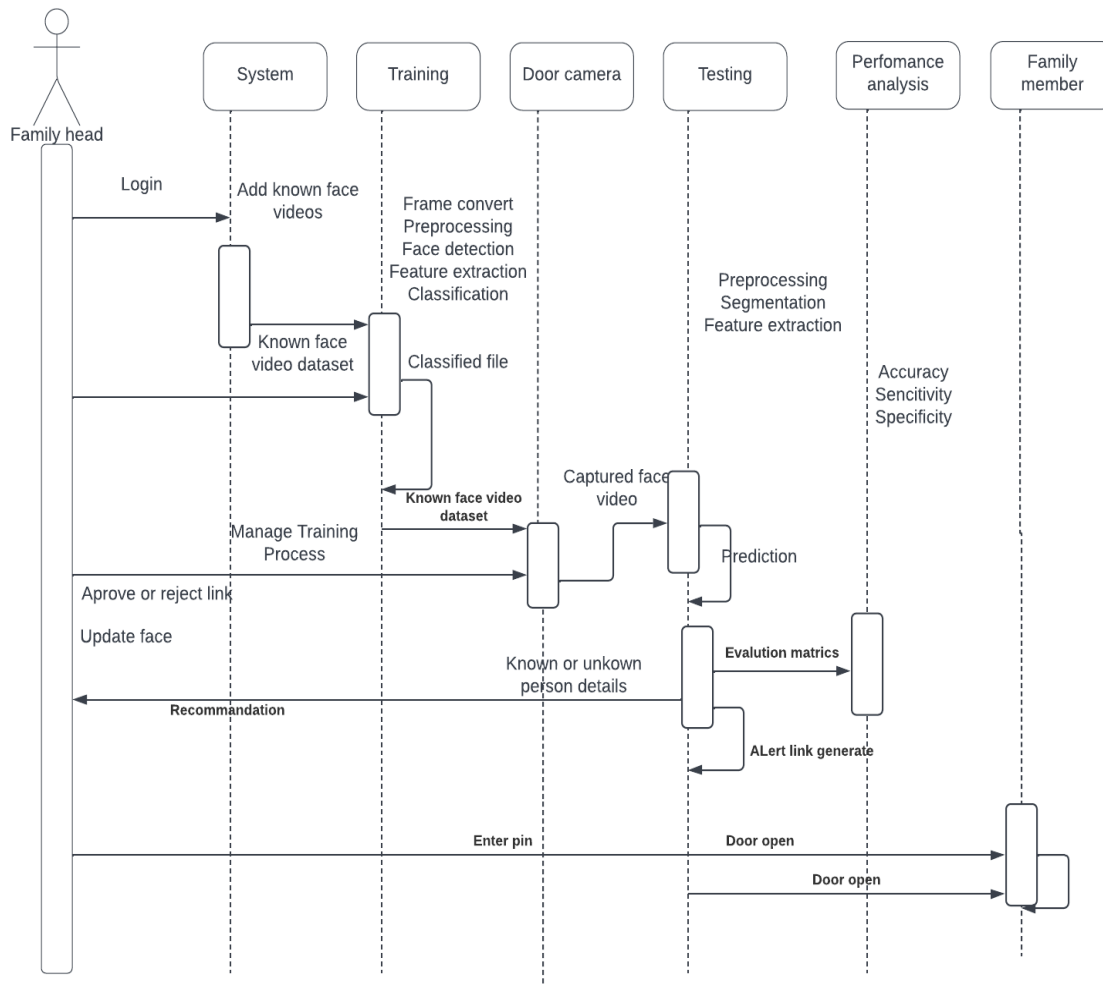 System
Training
Door camera
Testing
Perfomance
analysis
Family
member
Family head
Login
Add known face
videos
Frame convert
Preprocessing
Face detection
Feature extraction
Classification
Preprocessing
Segmentation
Feature extraction
Known face
video dataset
Classified file
Accuracy
Sencitivity
Specificity
Captured face
video
Known face video
dataset
Manage Training
Process
Prediction
Aprove or reject link
Update face
Known or unkown
person details
Evalution matrics
Recommandation
ALert link generate
Enter pin
Door open
Door open